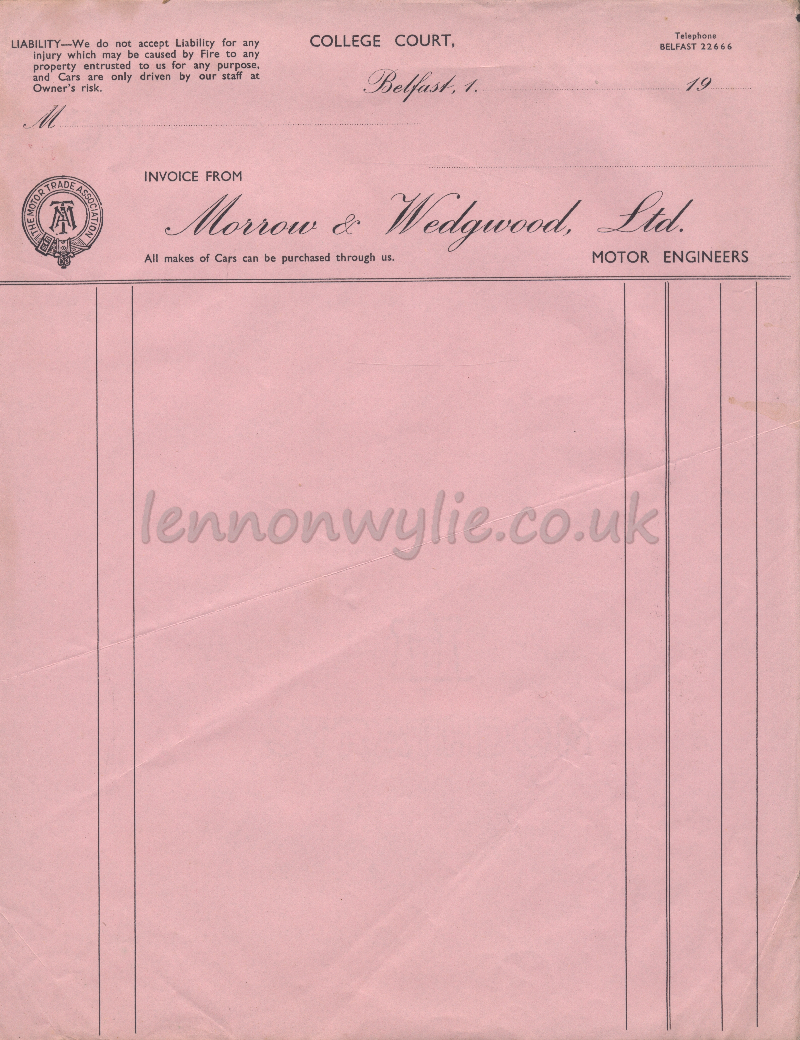 LIABILITY—We do not accept Liability for any
injury which may be caused by Fire to any
property entrusted to us for any purpose,
and Cars are only driven by our staff at
Owner's risk.
COLLEGE COURT,
Telephone
BELFAST 22666
Belfast, 1. 19
M
INVOICE FROM
THE MOTOR TRADE ASSOCIATION
MTA
Morrow & Wedgwood, Ltd.
All makes of Cars can be purchased through us.
MOTOR ENGINEERS
lennonwylie.co.uk